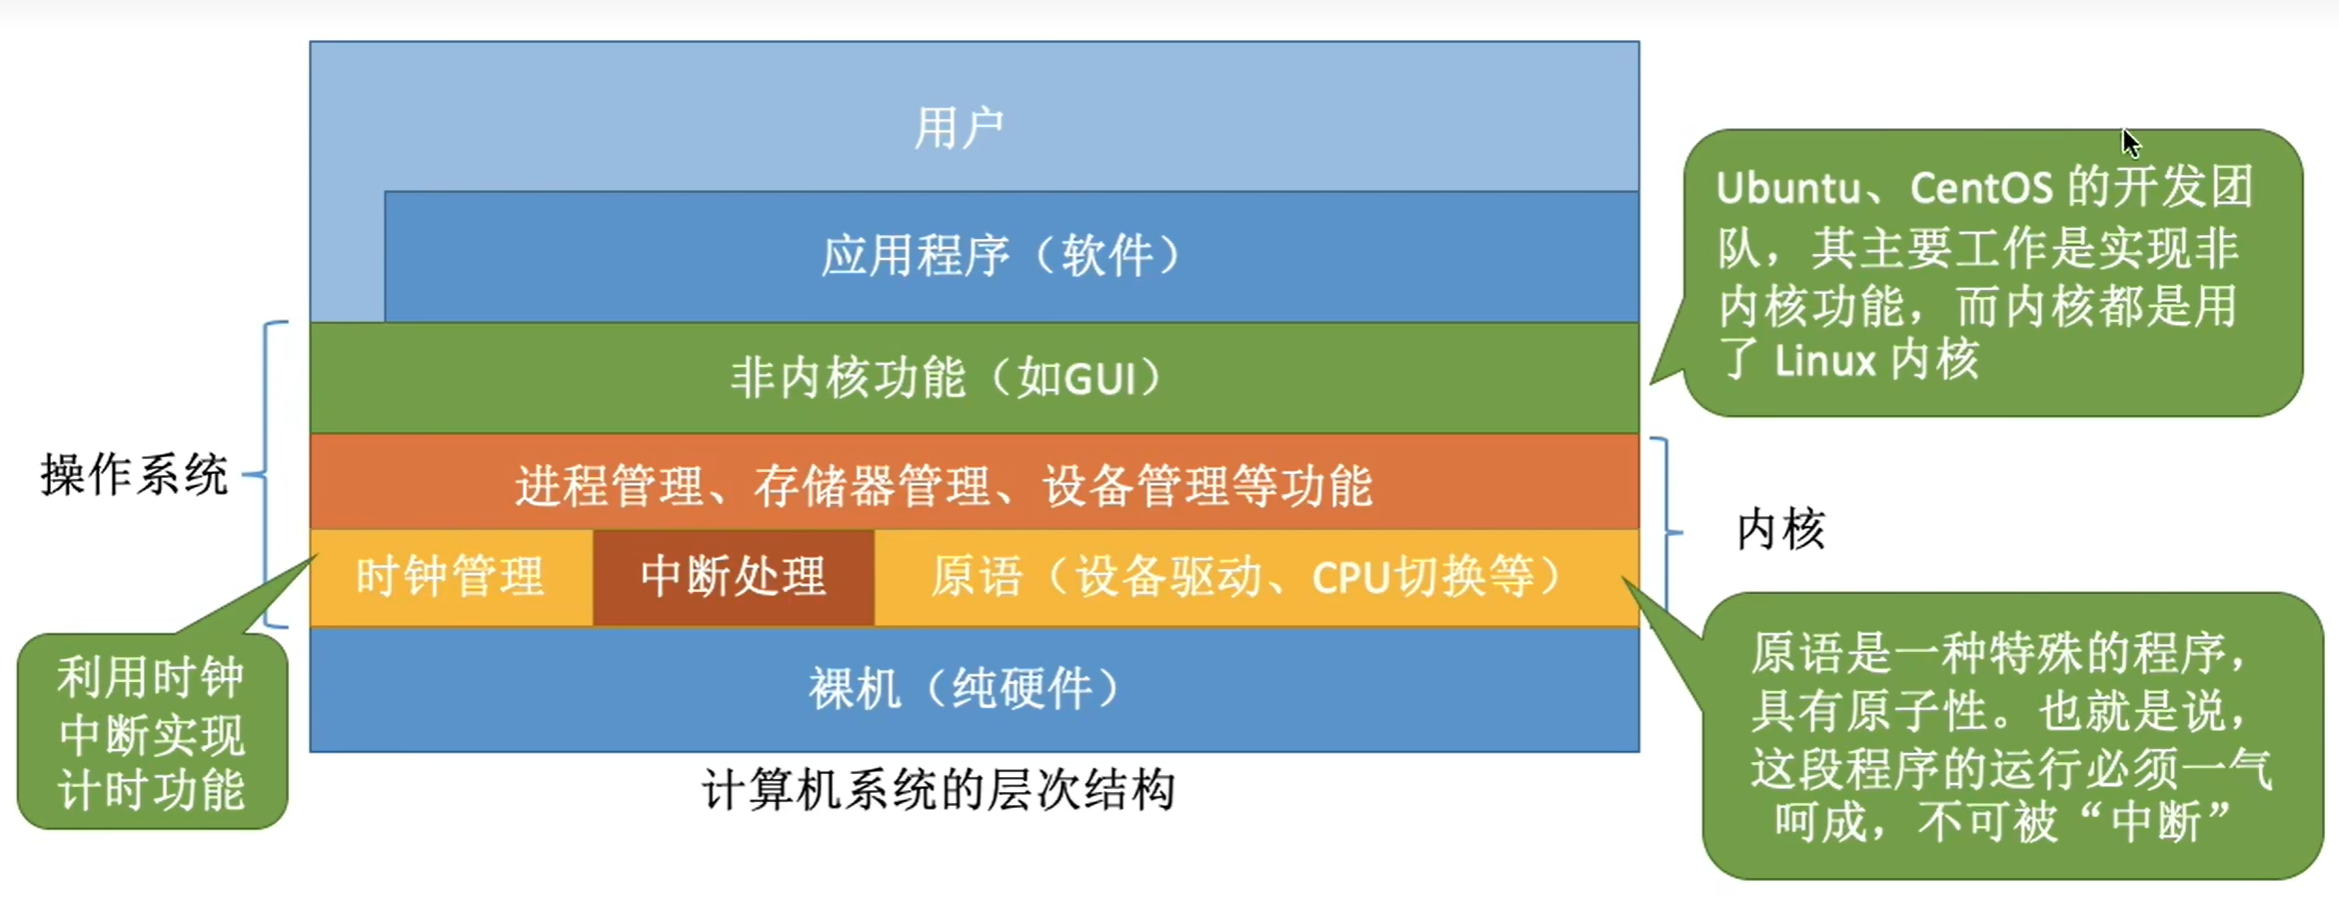 用户
应用程序（软件）
Ubuntu、CentOS 的开发团
队，其主要工作是实现非
内核功能，而内核都是用
了 Linux 内核
非内核功能（如GUI）
操作系统
进程管理、存储器管理、设备管理等功能
内核
时钟管理
中断处理
原语（设备驱动、CPU切换等）
利用时钟
中断实现
计时功能
裸机（纯硬件）
原语是一种特殊的程序，
具有原子性。也就是说，
这段程序的运行必须一气
呵成，不可被“中断”
计算机系统的层次结构